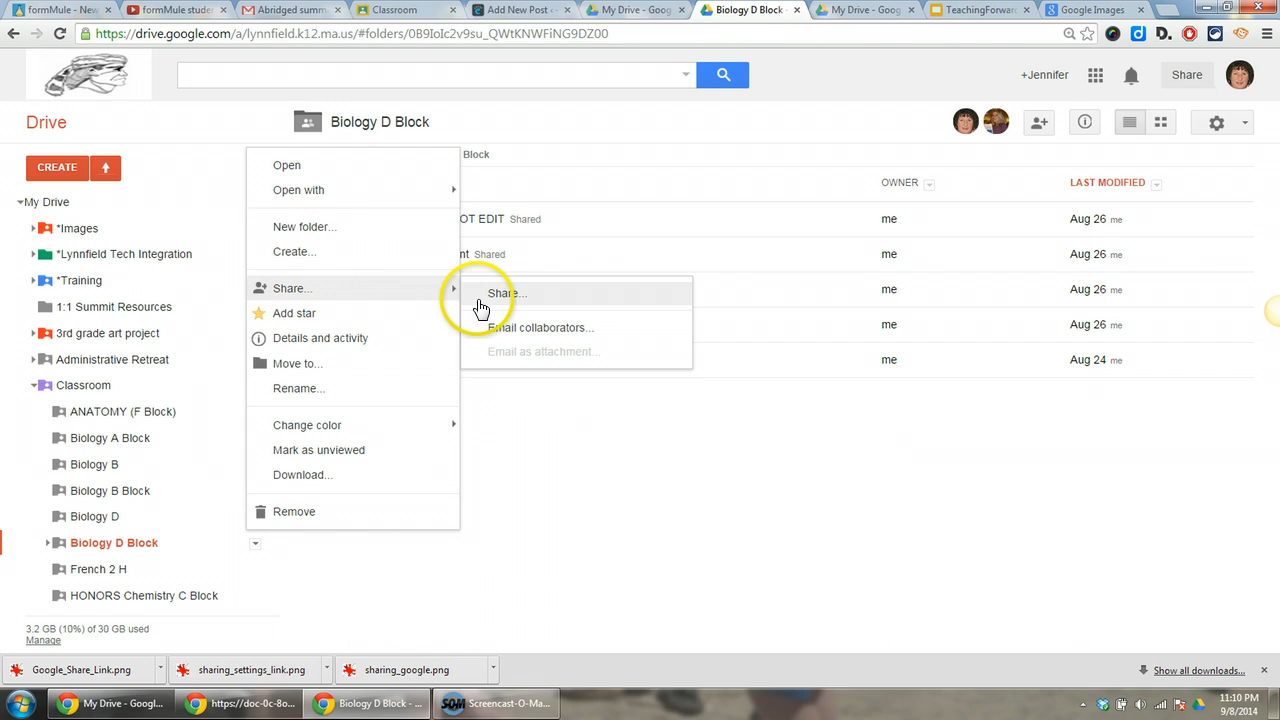 formMule - New
formMule stude
Abridged summ
Classroom
Add New Post ‹
My Drive - Goog
Biology D Block
My Drive - Goog
TeachingForwar
Google Images
https://drive.google.com/a/lynnfield.k12.ma.us/#folders/0B9Idc2v9su_QWtKNWFiNG9DZ00
+Jennifer
Share
Drive
Biology D Block
CREATE
Block
OWNER
LAST MODIFIED
OT EDIT Shared me Aug 26 me
nt Shared me Aug 26 me
me Aug 26 me
me Aug 26 me
me Aug 24 me
Open
Open with
New folder...
Create...
Share...
Add star
Details and activity
Move to...
Rename...
Change color
Mark as unviewed
Download...
Remove
Share...
Email collaborators...
Email as attachment...
My Drive
*Images
*Lynnfield Tech Integration
*Training
1:1 Summit Resources
3rd grade art project
Administrative Retreat
Classroom
ANATOMY (F Block)
Biology A Block
Biology B
Biology B Block
Biology D
Biology D Block
French 2 H
HONORS Chemistry C Block
3.2 GB (10%) of 30 GB used
Manage
Google_Share_Link.png
sharing_settings_link.png
sharing_google.png
Show all downloads...
My Drive - Googl...
https://doc-0c-8o...
Biology D Block - ...
SOM
Screencast-O-Ma...
11:10 PM
9/8/2014